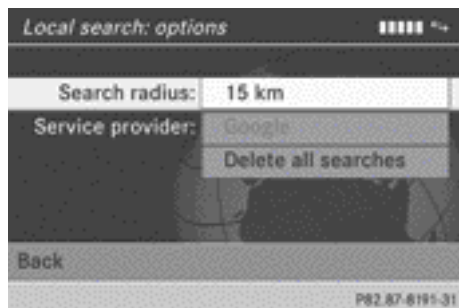 Local search: options
Search radius: 15 km
Service provider: Google
Delete all searches
Back
P82.87-8191-31